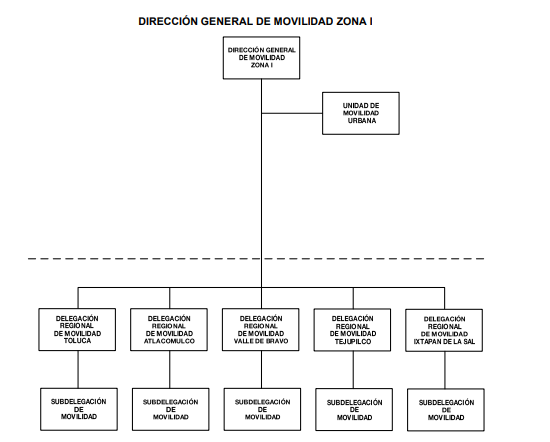 DIRECCIÓN GENERAL DE MOVILIDAD ZONA I
DIRECCIÓN GENERAL
DE MOVILIDAD
ZONA I
UNIDAD DE
MOVILIDAD
URBANA
DELEGACIÓN
REGIONAL
DE MOVILIDAD
TOLUCA
DELEGACIÓN
REGIONAL
DE MOVILIDAD
ATLACOMULCO
DELEGACIÓN
REGIONAL
DE MOVILIDAD
VALLE DE BRAVO
DELEGACIÓN
REGIONAL
DE MOVILIDAD
TEJUPILCO
DELEGACIÓN
REGIONAL
DE MOVILIDAD
IXTAPAN DE LA SAL
SUBDELEGACIÓN
DE
MOVILIDAD
SUBDELEGACIÓN
DE
MOVILIDAD
SUBDELEGACIÓN
DE
MOVILIDAD
SUBDELEGACIÓN
DE
MOVILIDAD
SUBDELEGACIÓN
DE
MOVILIDAD